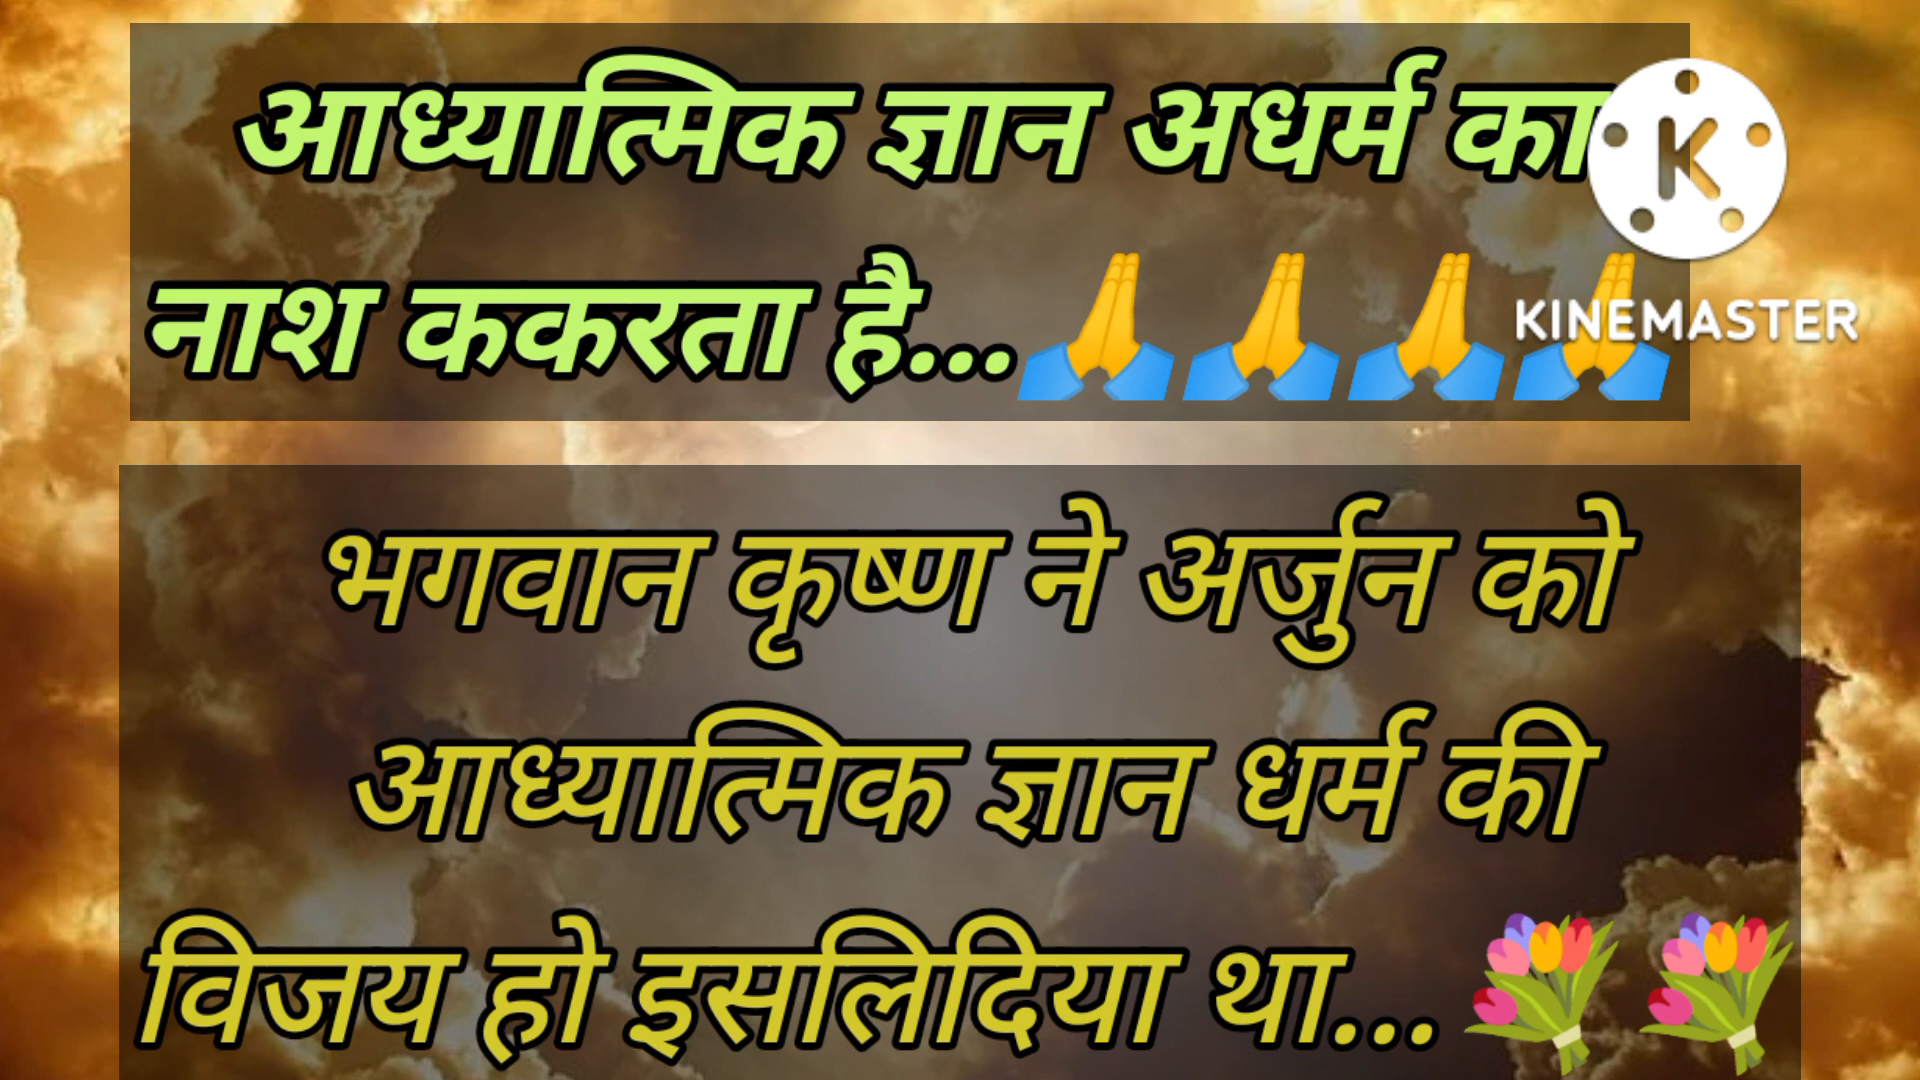 आध्यात्मिक ज्ञान अधर्म का
नाश ककरता है...🙏🙏🙏🙏
KINEMASTER
भगवान कृष्ण ने अर्जुन को
आध्यात्मिक ज्ञान धर्म की
विजय हो इसलिदिया था...💐💐